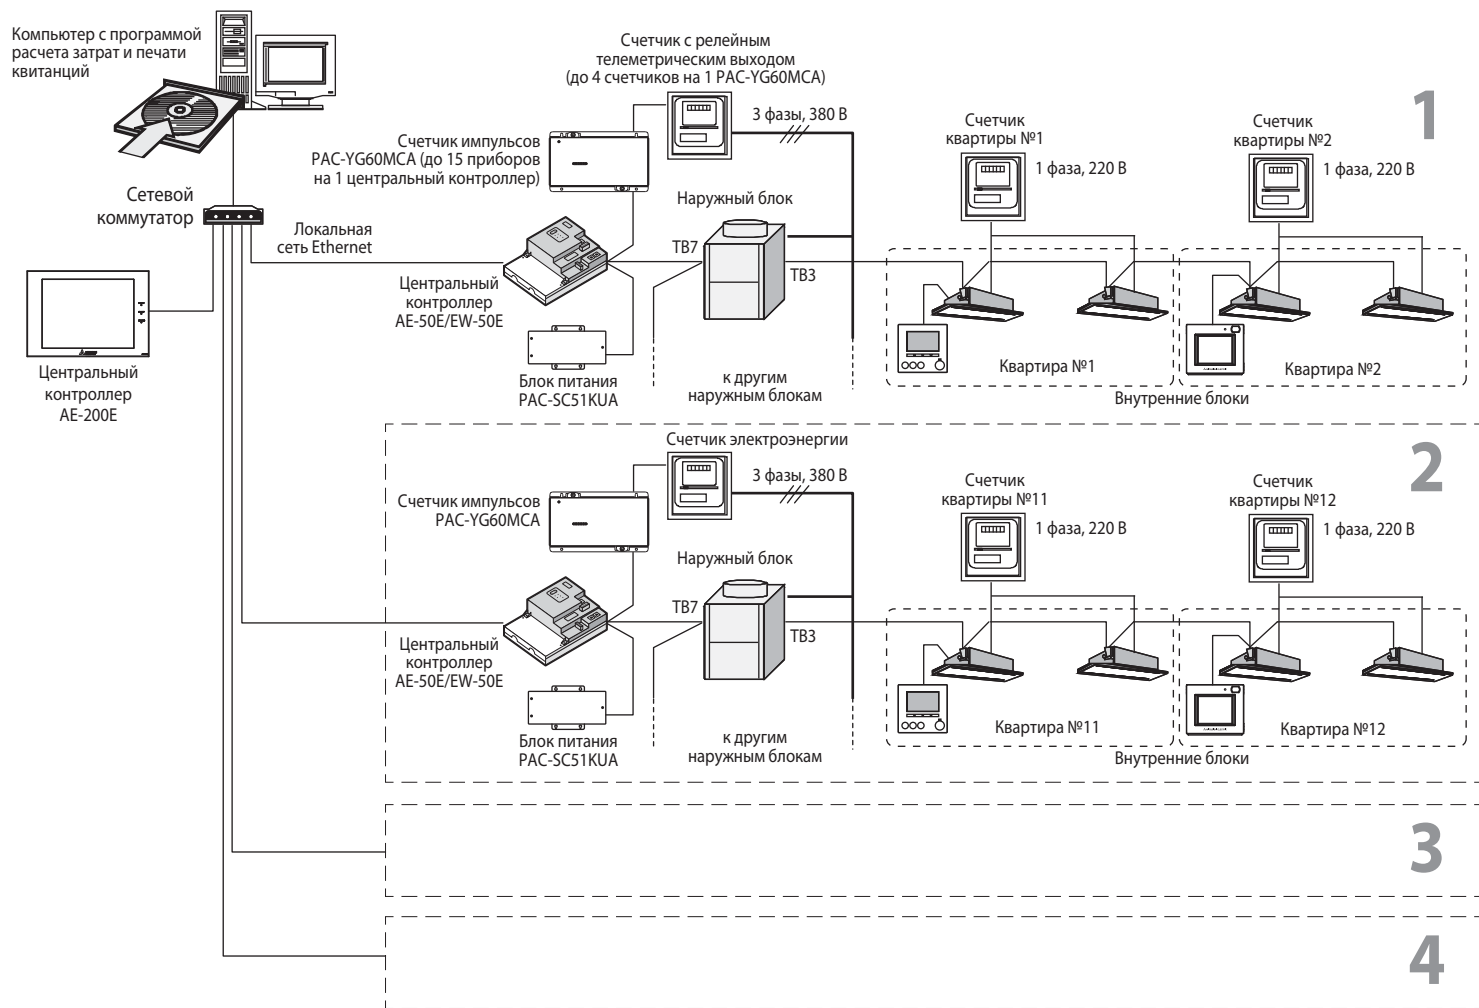 Компьютер с программой
расчета затрат и печати
квитанций
Сетевой
коммутатор
Локальная
сеть Ethernet
Центральный
контроллер
AE-200E
Счетчик с релейным
телеметрическим выходом
(до 4 счетчиков на 1 PAC-YG60MCA)
3 фазы, 380 В
Счетчик импульсов
PAC-YG60MCA (до 15 приборов
на 1 центральный контроллер)
Наружный блок
TB7
TB3
Центральный
контроллер
AE-50E/EW-50E
Блок питания
PAC-SC51KUA
к другим
наружным блокам
Счетчик
квартиры №1
1 фаза, 220 В
Счетчик
квартиры №2
1 фаза, 220 В
1
Квартира №1
Квартира №2
Внутренние блоки
Счетчик электроэнергии
3 фазы, 380 В
Счетчик импульсов
PAC-YG60MCA
Наружный блок
TB7
TB3
Центральный
контроллер
AE-50E/EW-50E
Блок питания
PAC-SC51KUA
к другим
наружным блокам
Счетчик
квартиры №11
1 фаза, 220 В
Счетчик
квартиры №12
1 фаза, 220 В
2
Квартира №11
Квартира №12
Внутренние блоки
3
4